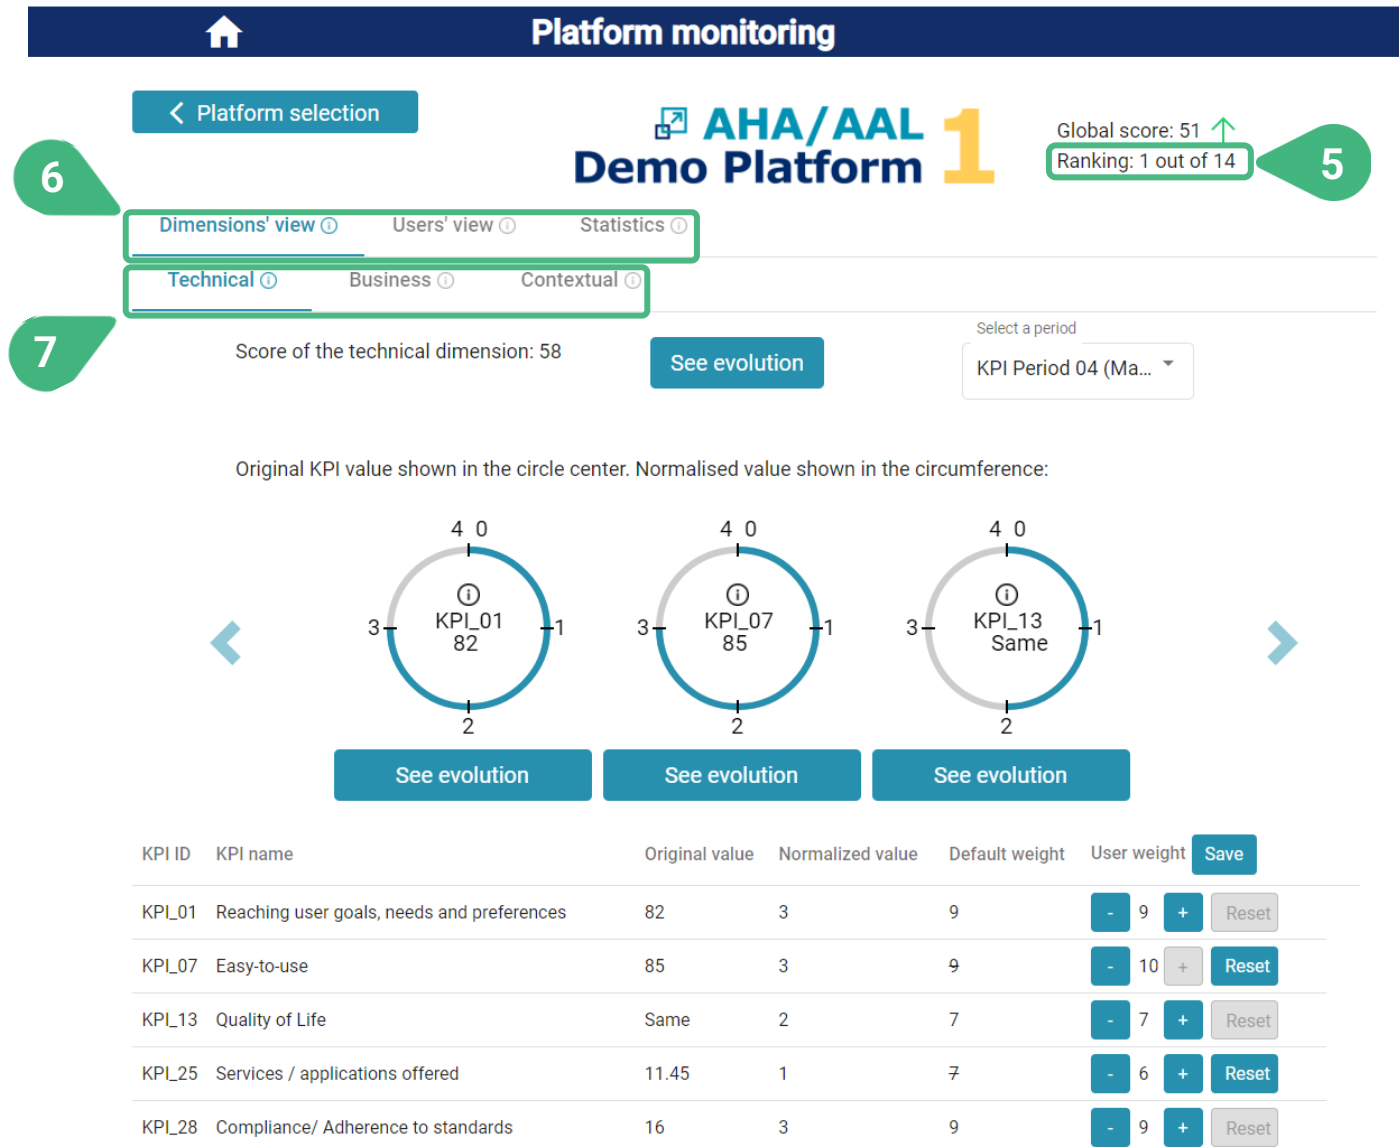 Platform monitoring
Platform selection
AHA/AAL
Demo Platform
1
Global score: 51
Ranking: 1 out of 14
5
6
Dimensions' view Users' view Statistics
Technical Business Contextual
7
Score of the technical dimension: 58
See evolution
Select a period
KPI Period 04 (Ma...
Original KPI value shown in the circle center. Normalised value shown in the circumference:
4 0 4 0 4 0
KPI_01 KPI_07 KPI_13
3 1 3 1 3 1
82 85 Same
2 2 2
See evolution See evolution See evolution
KPI ID KPI name Original value Normalized value Default weight User weight Save
KPI_01 Reaching user goals, needs and preferences 82 3 9 - 9 + Reset
KPI_07 Easy-to-use 85 3 9 - 10 + Reset
KPI_13 Quality of Life Same 2 7 - 7 + Reset
KPI_25 Services / applications offered 11.45 1 7 - 6 + Reset
KPI_28 Compliance/ Adherence to standards 16 3 9 - 9 + Reset